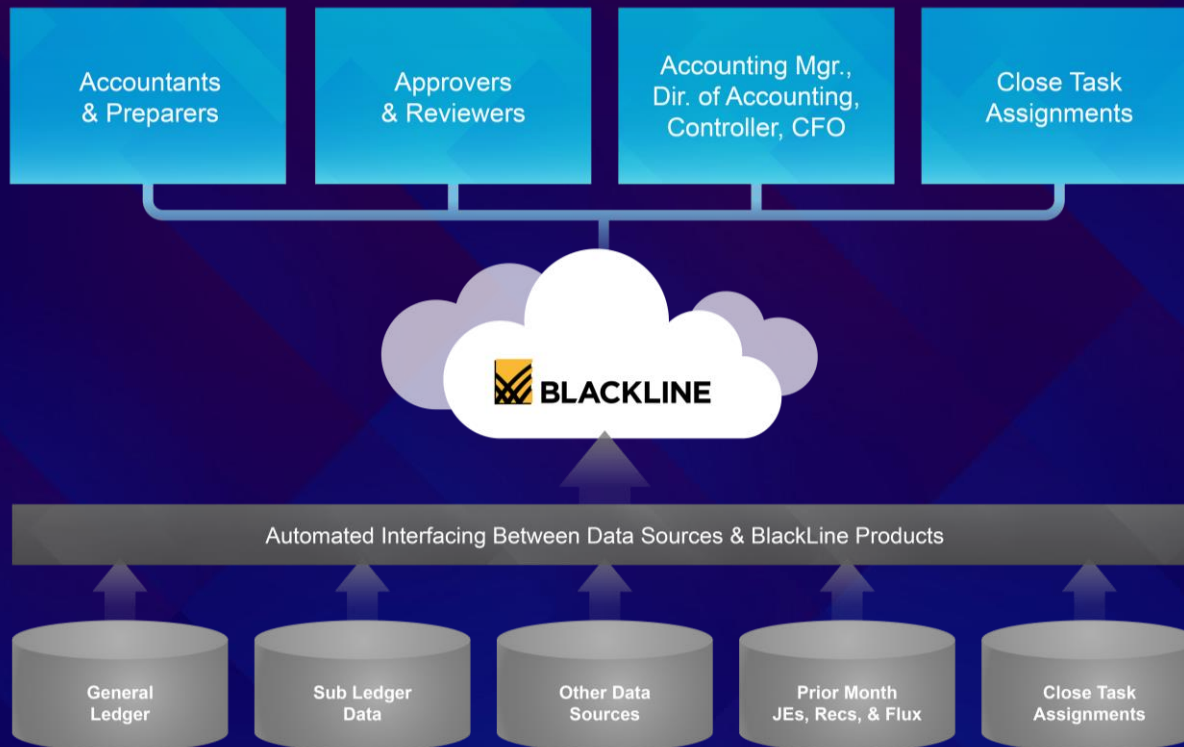 Accountants
& Preparers
Approvers
& Reviewers
Accounting Mgr.,
Dir. of Accounting,
Controller, CFO
Close Task
Assignments
BLACKLINE
Automated Interfacing Between Data Sources & BlackLine Products
General
Ledger
Sub Ledger
Data
Other Data
Sources
Prior Month
JEs, Recs, & Flux
Close Task
Assignments